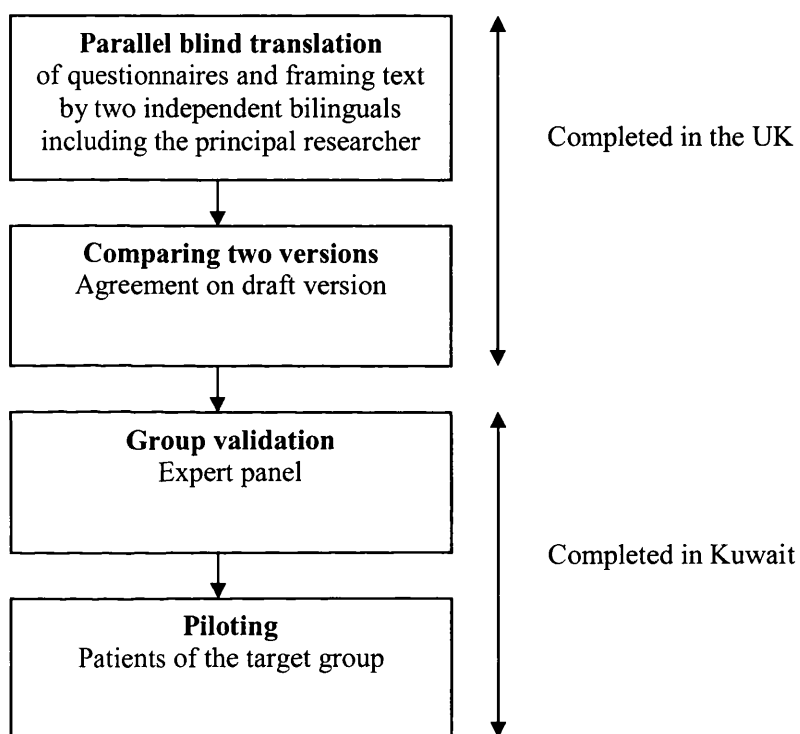 Parallel blind translation
of questionnaires and framing text
by two independent bilinguals
including the principal researcher
Completed in the UK
Comparing two versions
Agreement on draft version
Group validation
Expert panel
Completed in Kuwait
Piloting
Patients of the target group